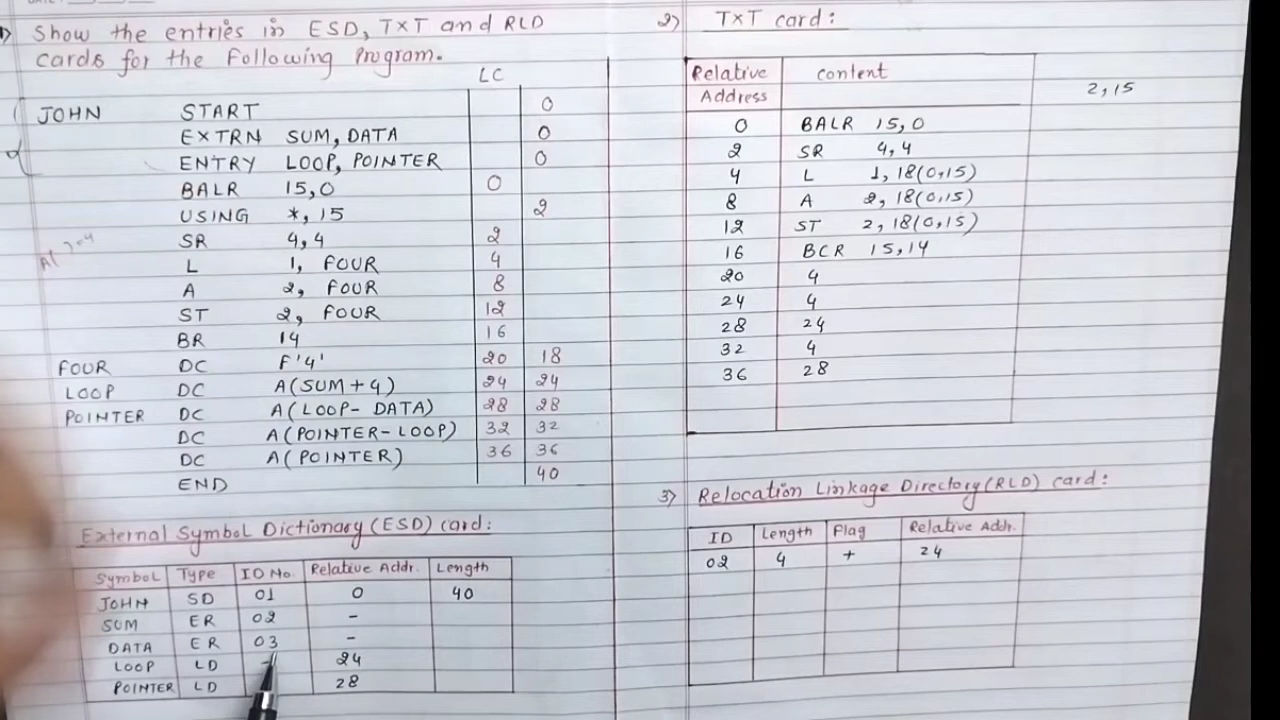 1) Show the entries in ESD, TXT and RLD
cards for the Following Program.
LC
JOHN START 0
EXTRN SUM, DATA 0
ENTRY LOOP, POINTER 0
BALR 15,0 0
USING *, 15 2
SR 4,4 2
L 1, FOUR 4
A 2, FOUR 8
ST 2, FOUR 12
BR 14 16
FOUR DC F'4' 20 18
LOOP DC A(SUM+4) 24 24
POINTER DC A(LOOP-DATA) 28 28
DC A(POINTER-LOOP) 32 32
DC A(POINTER) 36 36
END 40
External Symbol Dictionary(ESD) card:
Symbol Type ID No. Relative Addr. Length
JOHN SD 01 0 40
SUM ER 02 -
DATA ER 03 -
LOOP LD - 24
POINTER LD 28
2) TXT card:
Relative Address content
2,15
0 BALR 15,0
2 SR 4,4
4 L 1,18(0,15)
8 A 2,18(0,15)
12 ST 2,18(0,15)
16 BCR 15,14
20 4
24 4
28 24
32 4
36 28
3) Relocation Linkage Directory(RLD) card:
ID Length Flag Relative Addr.
02 4 + 24